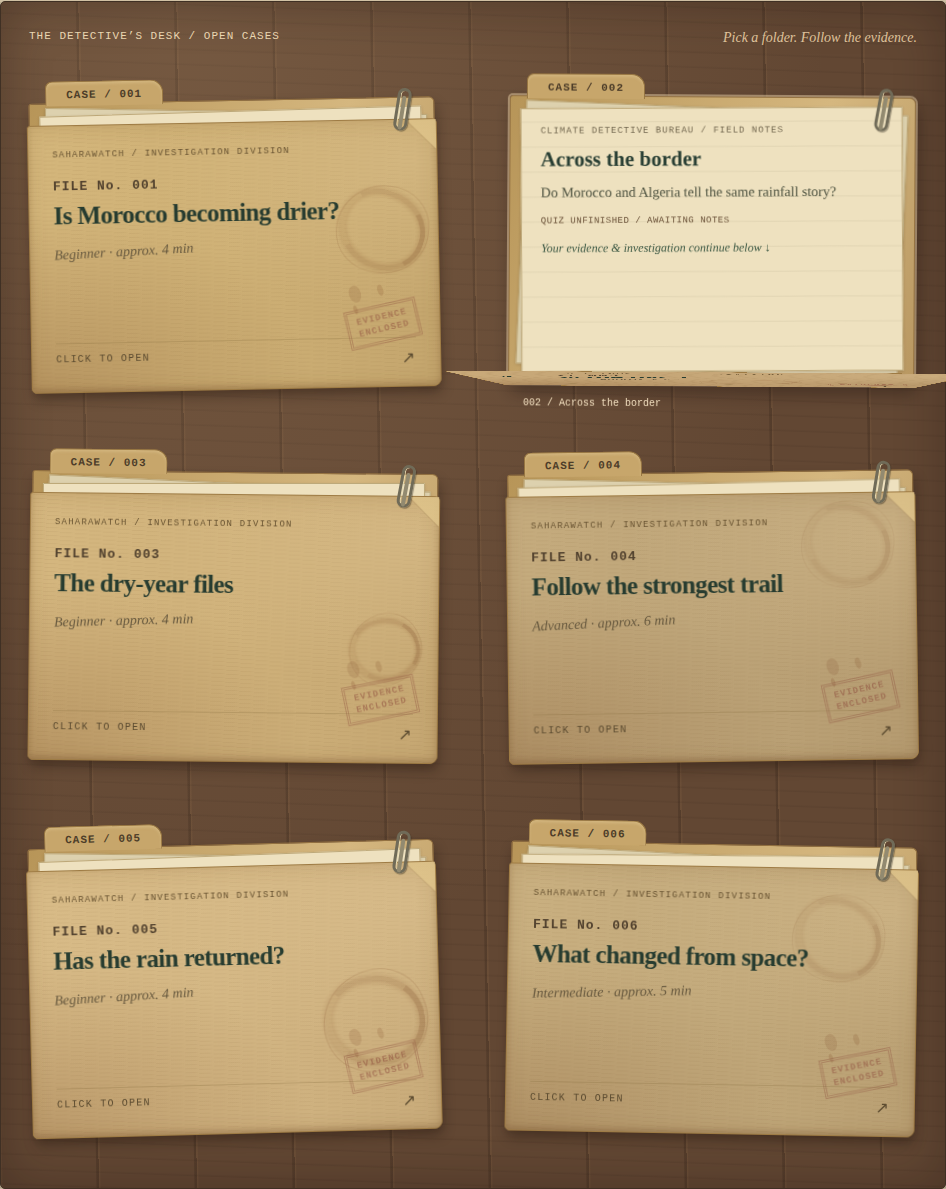 THE DETECTIVE’S DESK / OPEN CASES
Pick a folder. Follow the evidence.
CASE / 001
SAHARAWATCH / INVESTIGATION DIVISION
FILE No. 001
Is Morocco becoming drier?
Beginner · approx. 4 min
EVIDENCE
ENCLOSED
CLICK TO OPEN
↗
CASE / 002
CLIMATE DETECTIVE BUREAU / FIELD NOTES
Across the border
Do Morocco and Algeria tell the same rainfall story?
QUIZ UNFINISHED / AWAITING NOTES
Your evidence & investigation continue below ↓
002 / Across the border
CASE / 003
SAHARAWATCH / INVESTIGATION DIVISION
FILE No. 003
The dry-year files
Beginner · approx. 4 min
EVIDENCE
ENCLOSED
CLICK TO OPEN
↗
CASE / 004
SAHARAWATCH / INVESTIGATION DIVISION
FILE No. 004
Follow the strongest trail
Advanced · approx. 6 min
EVIDENCE
ENCLOSED
CLICK TO OPEN
↗
CASE / 005
SAHARAWATCH / INVESTIGATION DIVISION
FILE No. 005
Has the rain returned?
Beginner · approx. 4 min
EVIDENCE
ENCLOSED
CLICK TO OPEN
↗
CASE / 006
SAHARAWATCH / INVESTIGATION DIVISION
FILE No. 006
What changed from space?
Intermediate · approx. 5 min
EVIDENCE
ENCLOSED
CLICK TO OPEN
↗